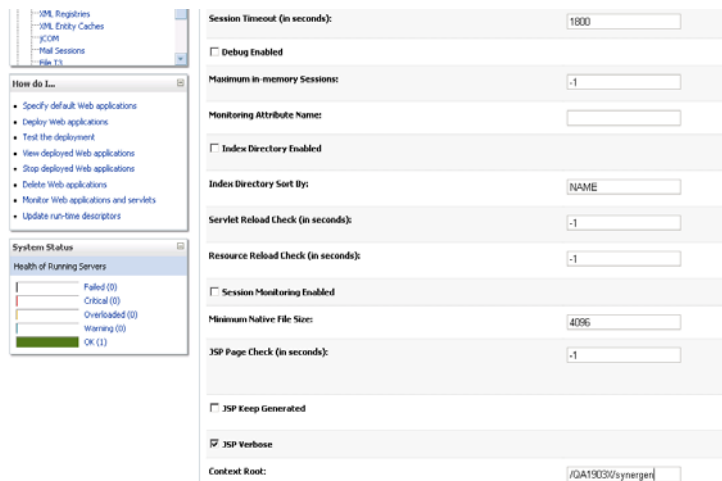 XML Registries
XML Entity Caches
jCOM
Mail Sessions
File T3
How do I...
Specify default Web applications
Deploy Web applications
Test the deployment
View deployed Web applications
Stop deployed Web applications
Delete Web applications
Monitor Web applications and servlets
Update run-time descriptors
System Status
Health of Running Servers
Failed (0)
Critical (0)
Overloaded (0)
Warning (0)
OK (1)
Session Timeout (in seconds): 1800
Debug Enabled
Maximum in-memory Sessions: -1
Monitoring Attribute Name:
Index Directory Enabled
Index Directory Sort By: NAME
Servlet Reload Check (in seconds): -1
Resource Reload Check (in seconds): -1
Session Monitoring Enabled
Minimum Native File Size: 4096
JSP Page Check (in seconds): -1
JSP Keep Generated
JSP Verbose
Context Root: /QA1903X/synergen